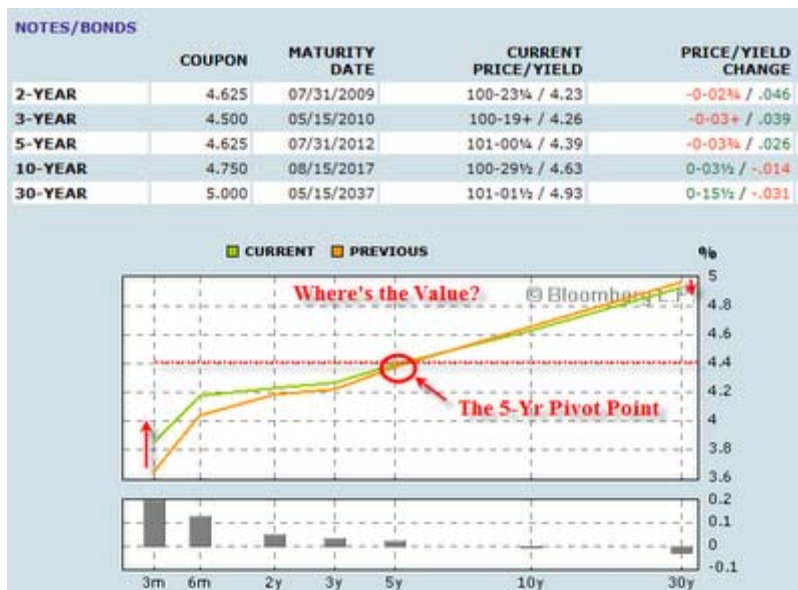 NOTES/BONDS
COUPON MATURITY DATE CURRENT PRICE/YIELD PRICE/YIELD CHANGE
2-YEAR 4.625 07/31/2009 100-23¼ / 4.23 -0-02¾ / .046
3-YEAR 4.500 05/15/2010 100-19+ / 4.26 -0-03+ / .039
5-YEAR 4.625 07/31/2012 101-00¼ / 4.39 -0-03¾ / .026
10-YEAR 4.750 08/15/2017 100-29½ / 4.63 0-03½ / -.014
30-YEAR 5.000 05/15/2037 101-01½ / 4.93 0-15½ / -.031
CURRENT PREVIOUS %
5
Where's the Value? © Bloomberg L.P.
4.8
4.6
4.4
4.2
The 5-Yr Pivot Point
4
3.8
3.6
0.2
0.1
0
-0.1
3m 6m 2y 3y 5y 10y 30y